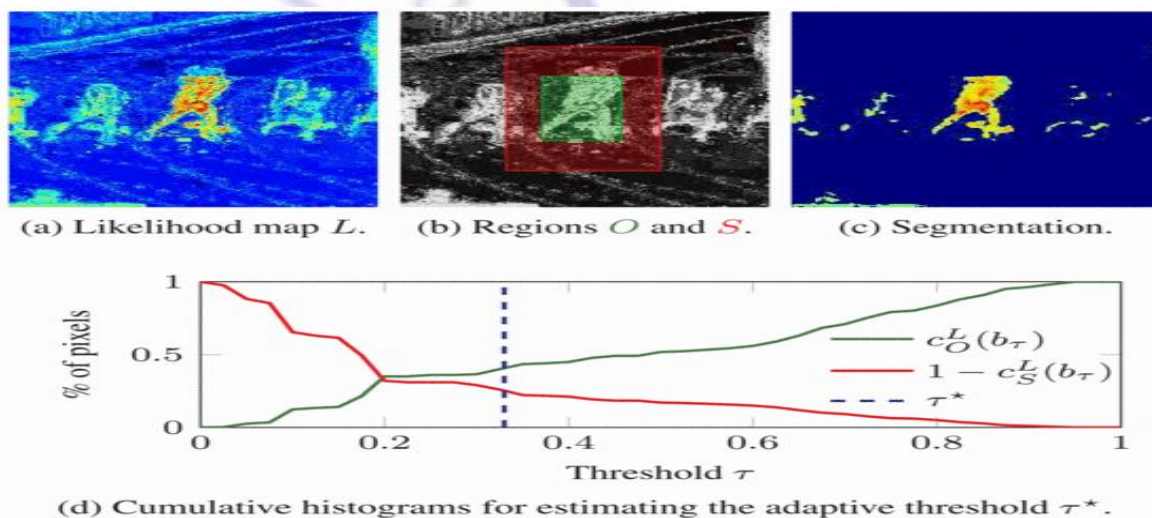 (a) Likelihood map L.
(b) Regions O and S.
(c) Segmentation.
% of pixels
1
0.5
0
0 0.2 0.4 0.6 0.8 1
c_O^L(b_τ)
1 − c_S^L(b_τ)
τ*
Threshold τ
(d) Cumulative histograms for estimating the adaptive threshold τ*.